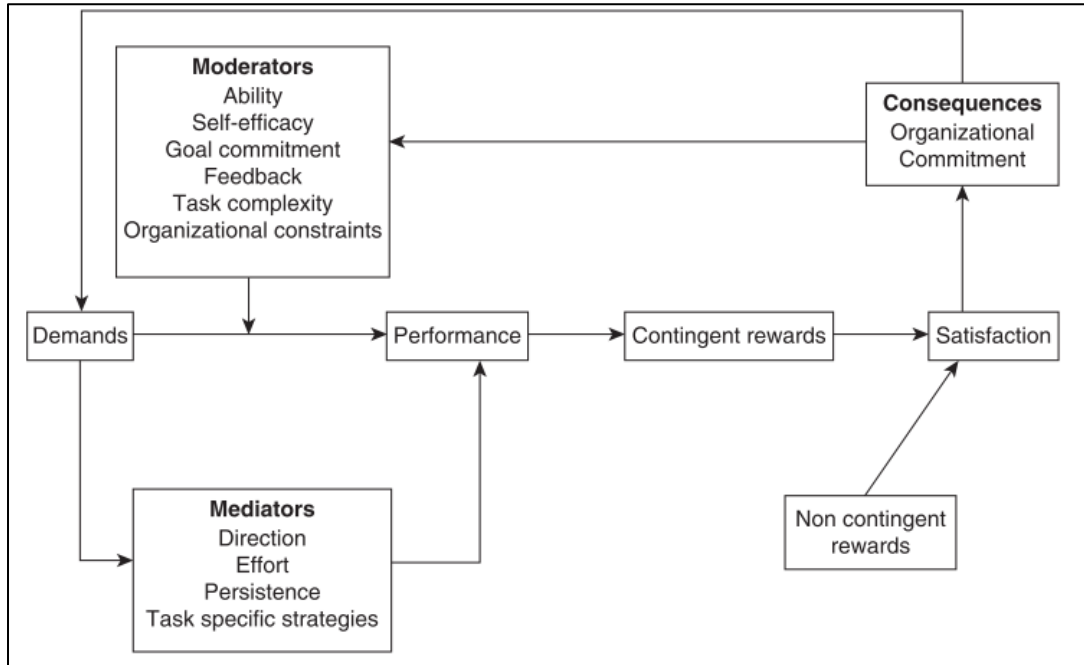 Moderators
Ability
Self-efficacy
Goal commitment
Feedback
Task complexity
Organizational constraints
Consequences
Organizational
Commitment
Demands
Performance
Contingent rewards
Satisfaction
Mediators
Direction
Effort
Persistence
Task specific strategies
Non contingent
rewards